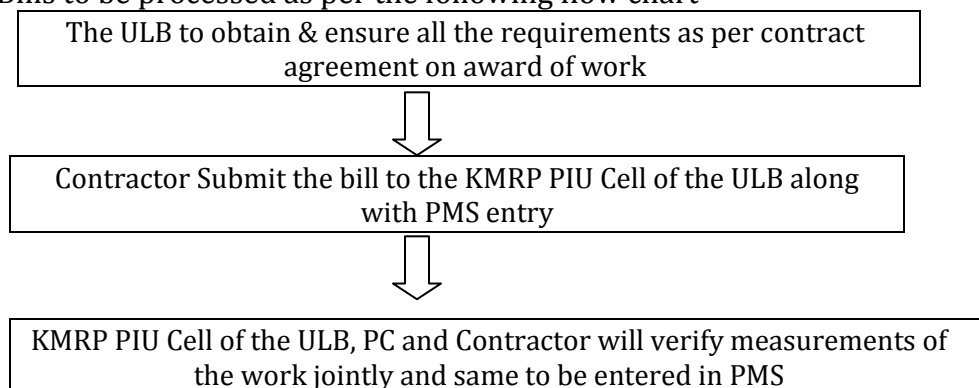 Bills to be processed as per the following flow chart
The ULB to obtain & ensure all the requirements as per contract
agreement on award of work
Contractor Submit the bill to the KMRP PIU Cell of the ULB along
with PMS entry
KMRP PIU Cell of the ULB, PC and Contractor will verify measurements of
the work jointly and same to be entered in PMS